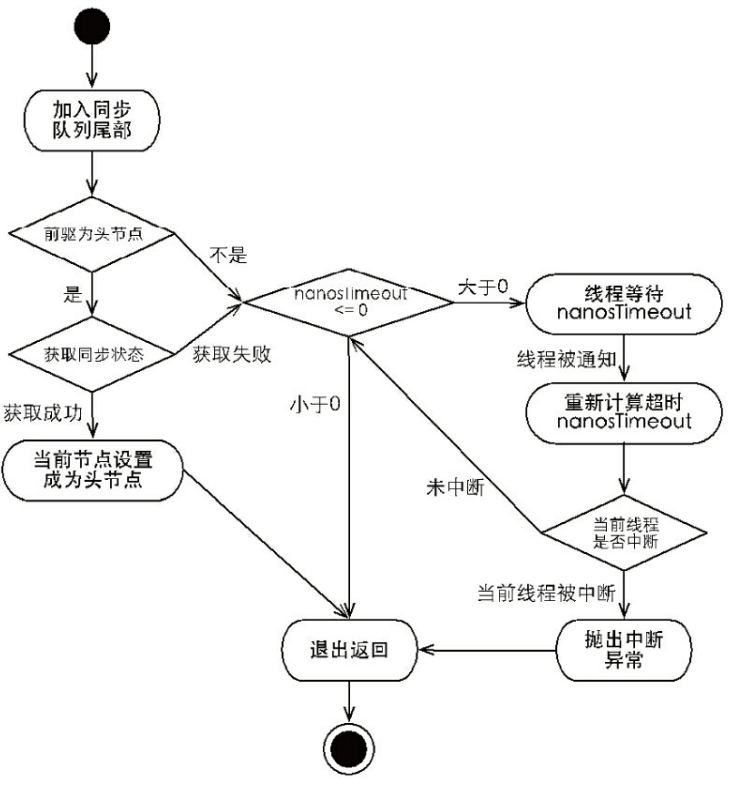 加入同步
队列尾部
前驱为头节点
不是
是
获取同步状态
获取失败
获取成功
当前节点设置
成为头节点
nanosTimeout
<= 0
大于0
小于0
线程等待
nanosTimeout
线程被通知
重新计算超时
nanosTimeout
未中断
当前线程
是否中断
当前线程被中断
抛出中断
异常
退出返回